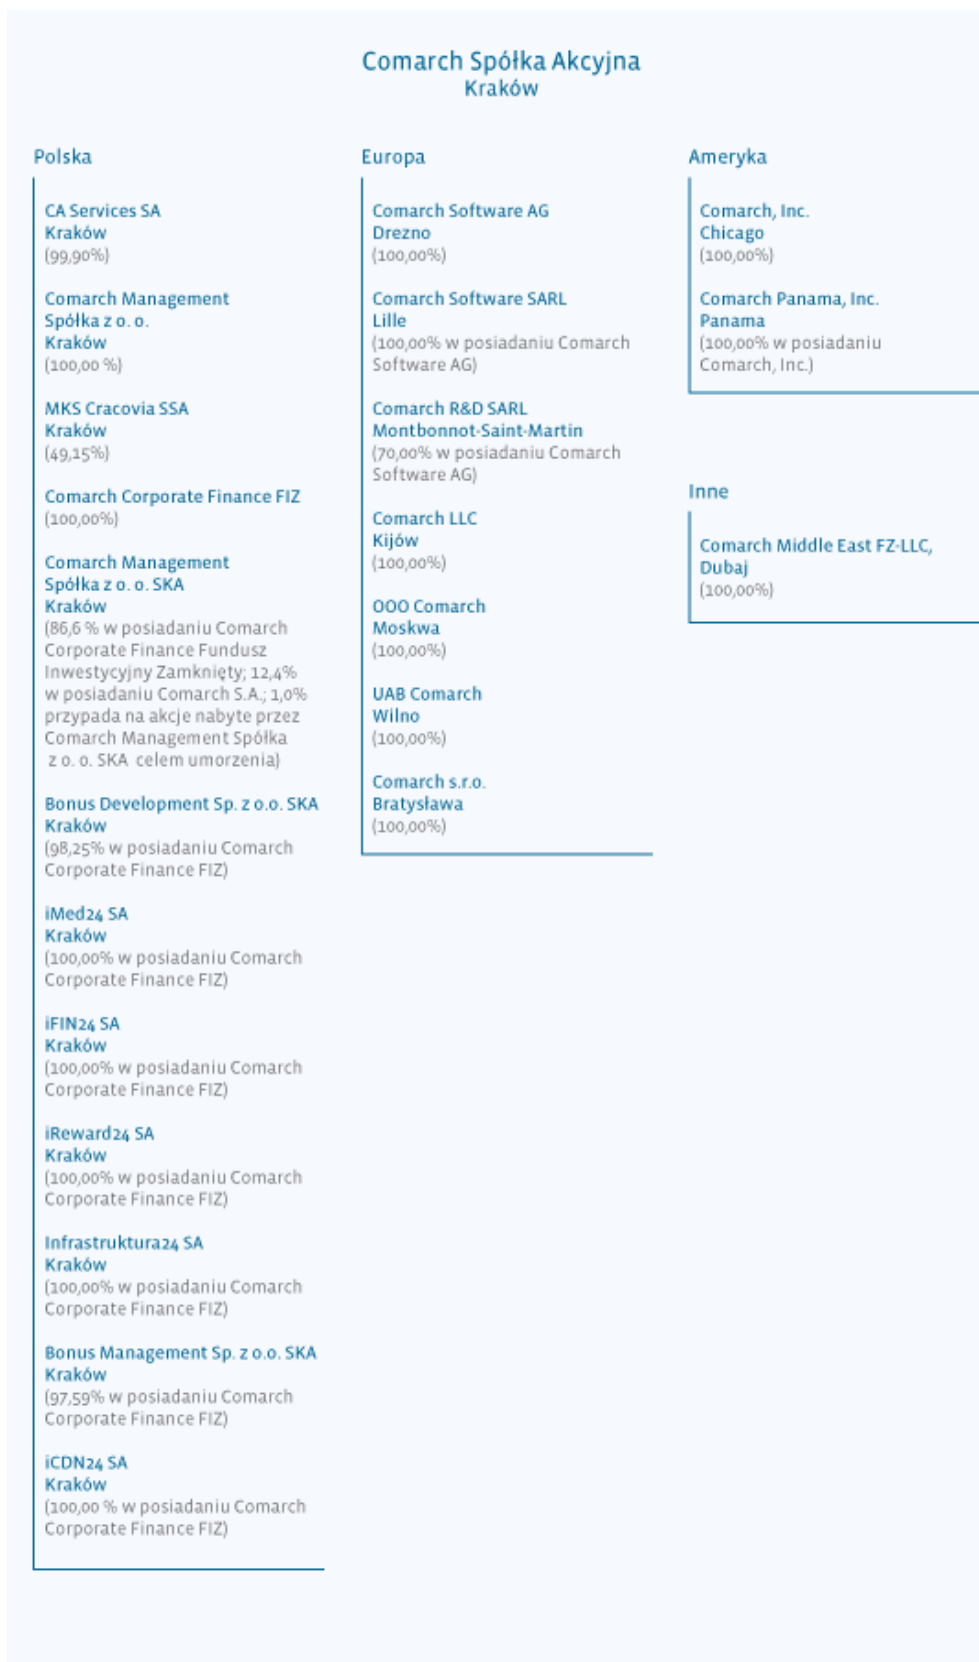 Comarch Spółka Akcyjna
Kraków
Polska
CA Services SA
Kraków
(99,90%)
Comarch Management
Spółka z o. o.
Kraków
(100,00 %)
MKS Cracovia SSA
Kraków
(49,15%)
Comarch Corporate Finance FIZ
(100,00%)
Comarch Management
Spółka z o. o. SKA
Kraków
(86,6 % w posiadaniu Comarch
Corporate Finance Fundusz
Inwestycyjny Zamknięty; 12,4%
w posiadaniu Comarch S.A.; 1,0%
przypada na akcje nabyte przez
Comarch Management Spółka
z o. o. SKA celem umorzenia)
Bonus Development Sp. z o.o. SKA
Kraków
(98,25% w posiadaniu Comarch
Corporate Finance FIZ)
iMed24 SA
Kraków
(100,00% w posiadaniu Comarch
Corporate Finance FIZ)
iFIN24 SA
Kraków
(100,00% w posiadaniu Comarch
Corporate Finance FIZ)
iReward24 SA
Kraków
(100,00% w posiadaniu Comarch
Corporate Finance FIZ)
Infrastruktura24 SA
Kraków
(100,00% w posiadaniu Comarch
Corporate Finance FIZ)
Bonus Management Sp. z o.o. SKA
Kraków
(97,59% w posiadaniu Comarch
Corporate Finance FIZ)
iCDN24 SA
Kraków
(100,00 % w posiadaniu Comarch
Corporate Finance FIZ)
Europa
Comarch Software AG
Drezno
(100,00%)
Comarch Software SARL
Lille
(100,00% w posiadaniu Comarch
Software AG)
Comarch R&D SARL
Montbonnot-Saint-Martin
(70,00% w posiadaniu Comarch
Software AG)
Comarch LLC
Kijów
(100,00%)
OOO Comarch
Moskwa
(100,00%)
UAB Comarch
Wilno
(100,00%)
Comarch s.r.o.
Bratysława
(100,00%)
Ameryka
Comarch, Inc.
Chicago
(100,00%)
Comarch Panama, Inc.
Panama
(100,00% w posiadaniu
Comarch, Inc.)
Inne
Comarch Middle East FZ-LLC,
Dubaj
(100,00%)